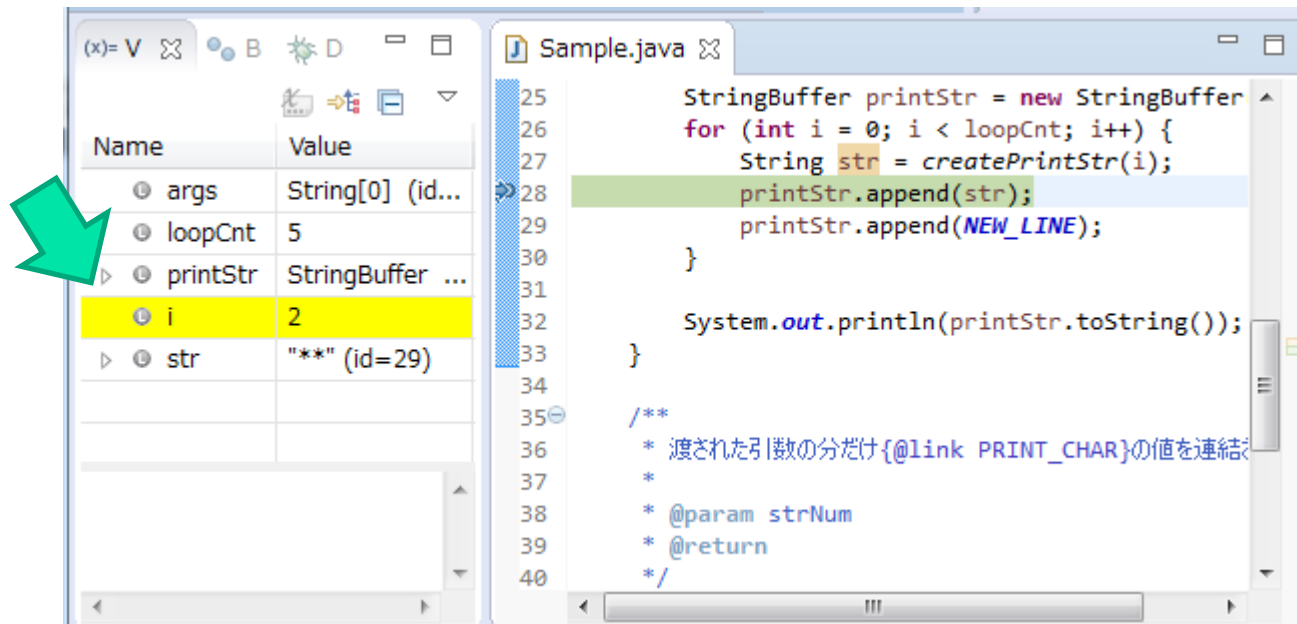 (x)= V B D
Name Value
args String[0] (id...
loopCnt 5
printStr StringBuffer ...
i 2
str "**" (id=29)
Sample.java
25 StringBuffer printStr = new StringBuffer
26 for (int i = 0; i < loopCnt; i++) {
27 String str = createPrintStr(i);
28 printStr.append(str);
29 printStr.append(NEW_LINE);
30 }
31
32 System.out.println(printStr.toString());
33 }
34
35 /**
36 * 渡された引数の分だけ{@link PRINT_CHAR}の値を連結
37 *
38 * @param strNum
39 * @return
40 */